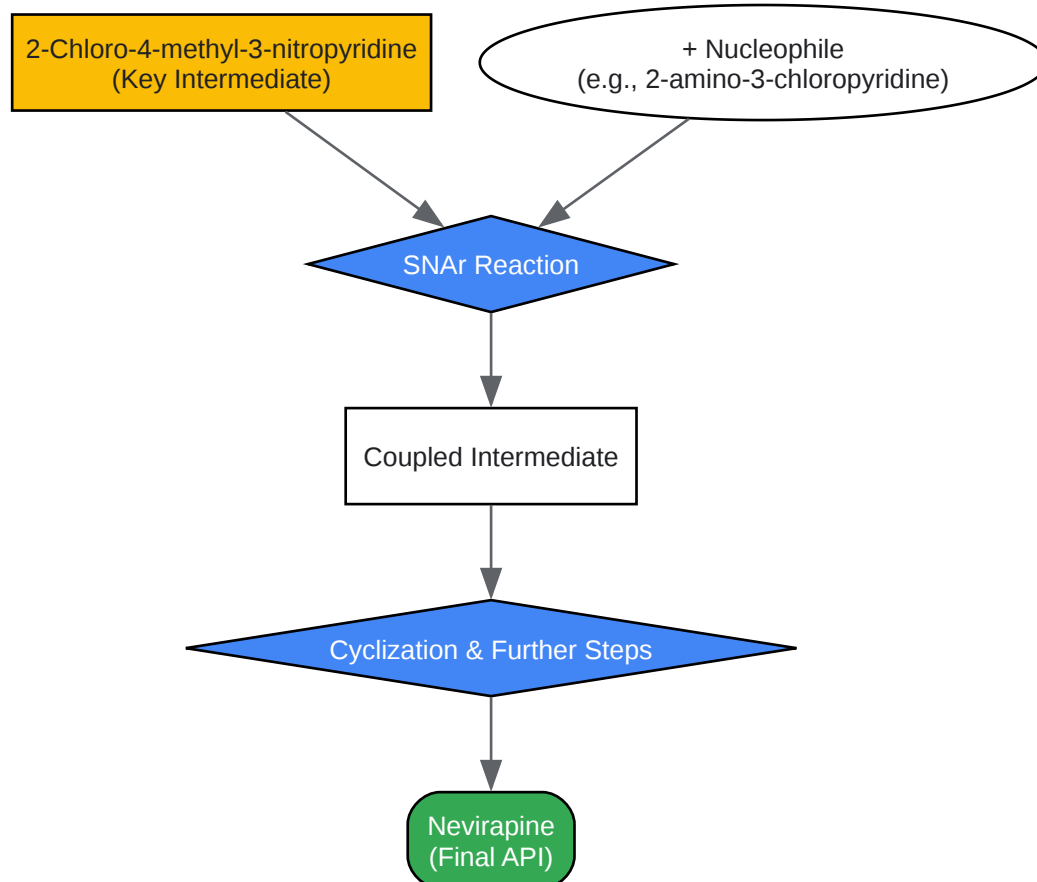 2-Chloro-4-methyl-3-nitropyridine
(Key Intermediate)
+ Nucleophile
(e.g., 2-amino-3-chloropyridine)
SNAr Reaction
Coupled Intermediate
Cyclization & Further Steps
Nevirapine
(Final API)